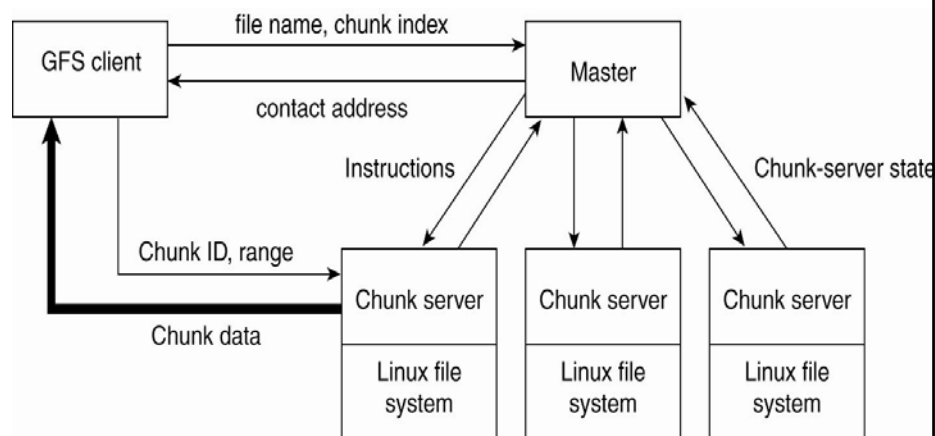 file name, chunk index
GFS client
Master
contact address
Instructions
Chunk-server state
Chunk ID, range
Chunk server
Chunk server
Chunk server
Chunk data
Linux file
system
Linux file
system
Linux file
system